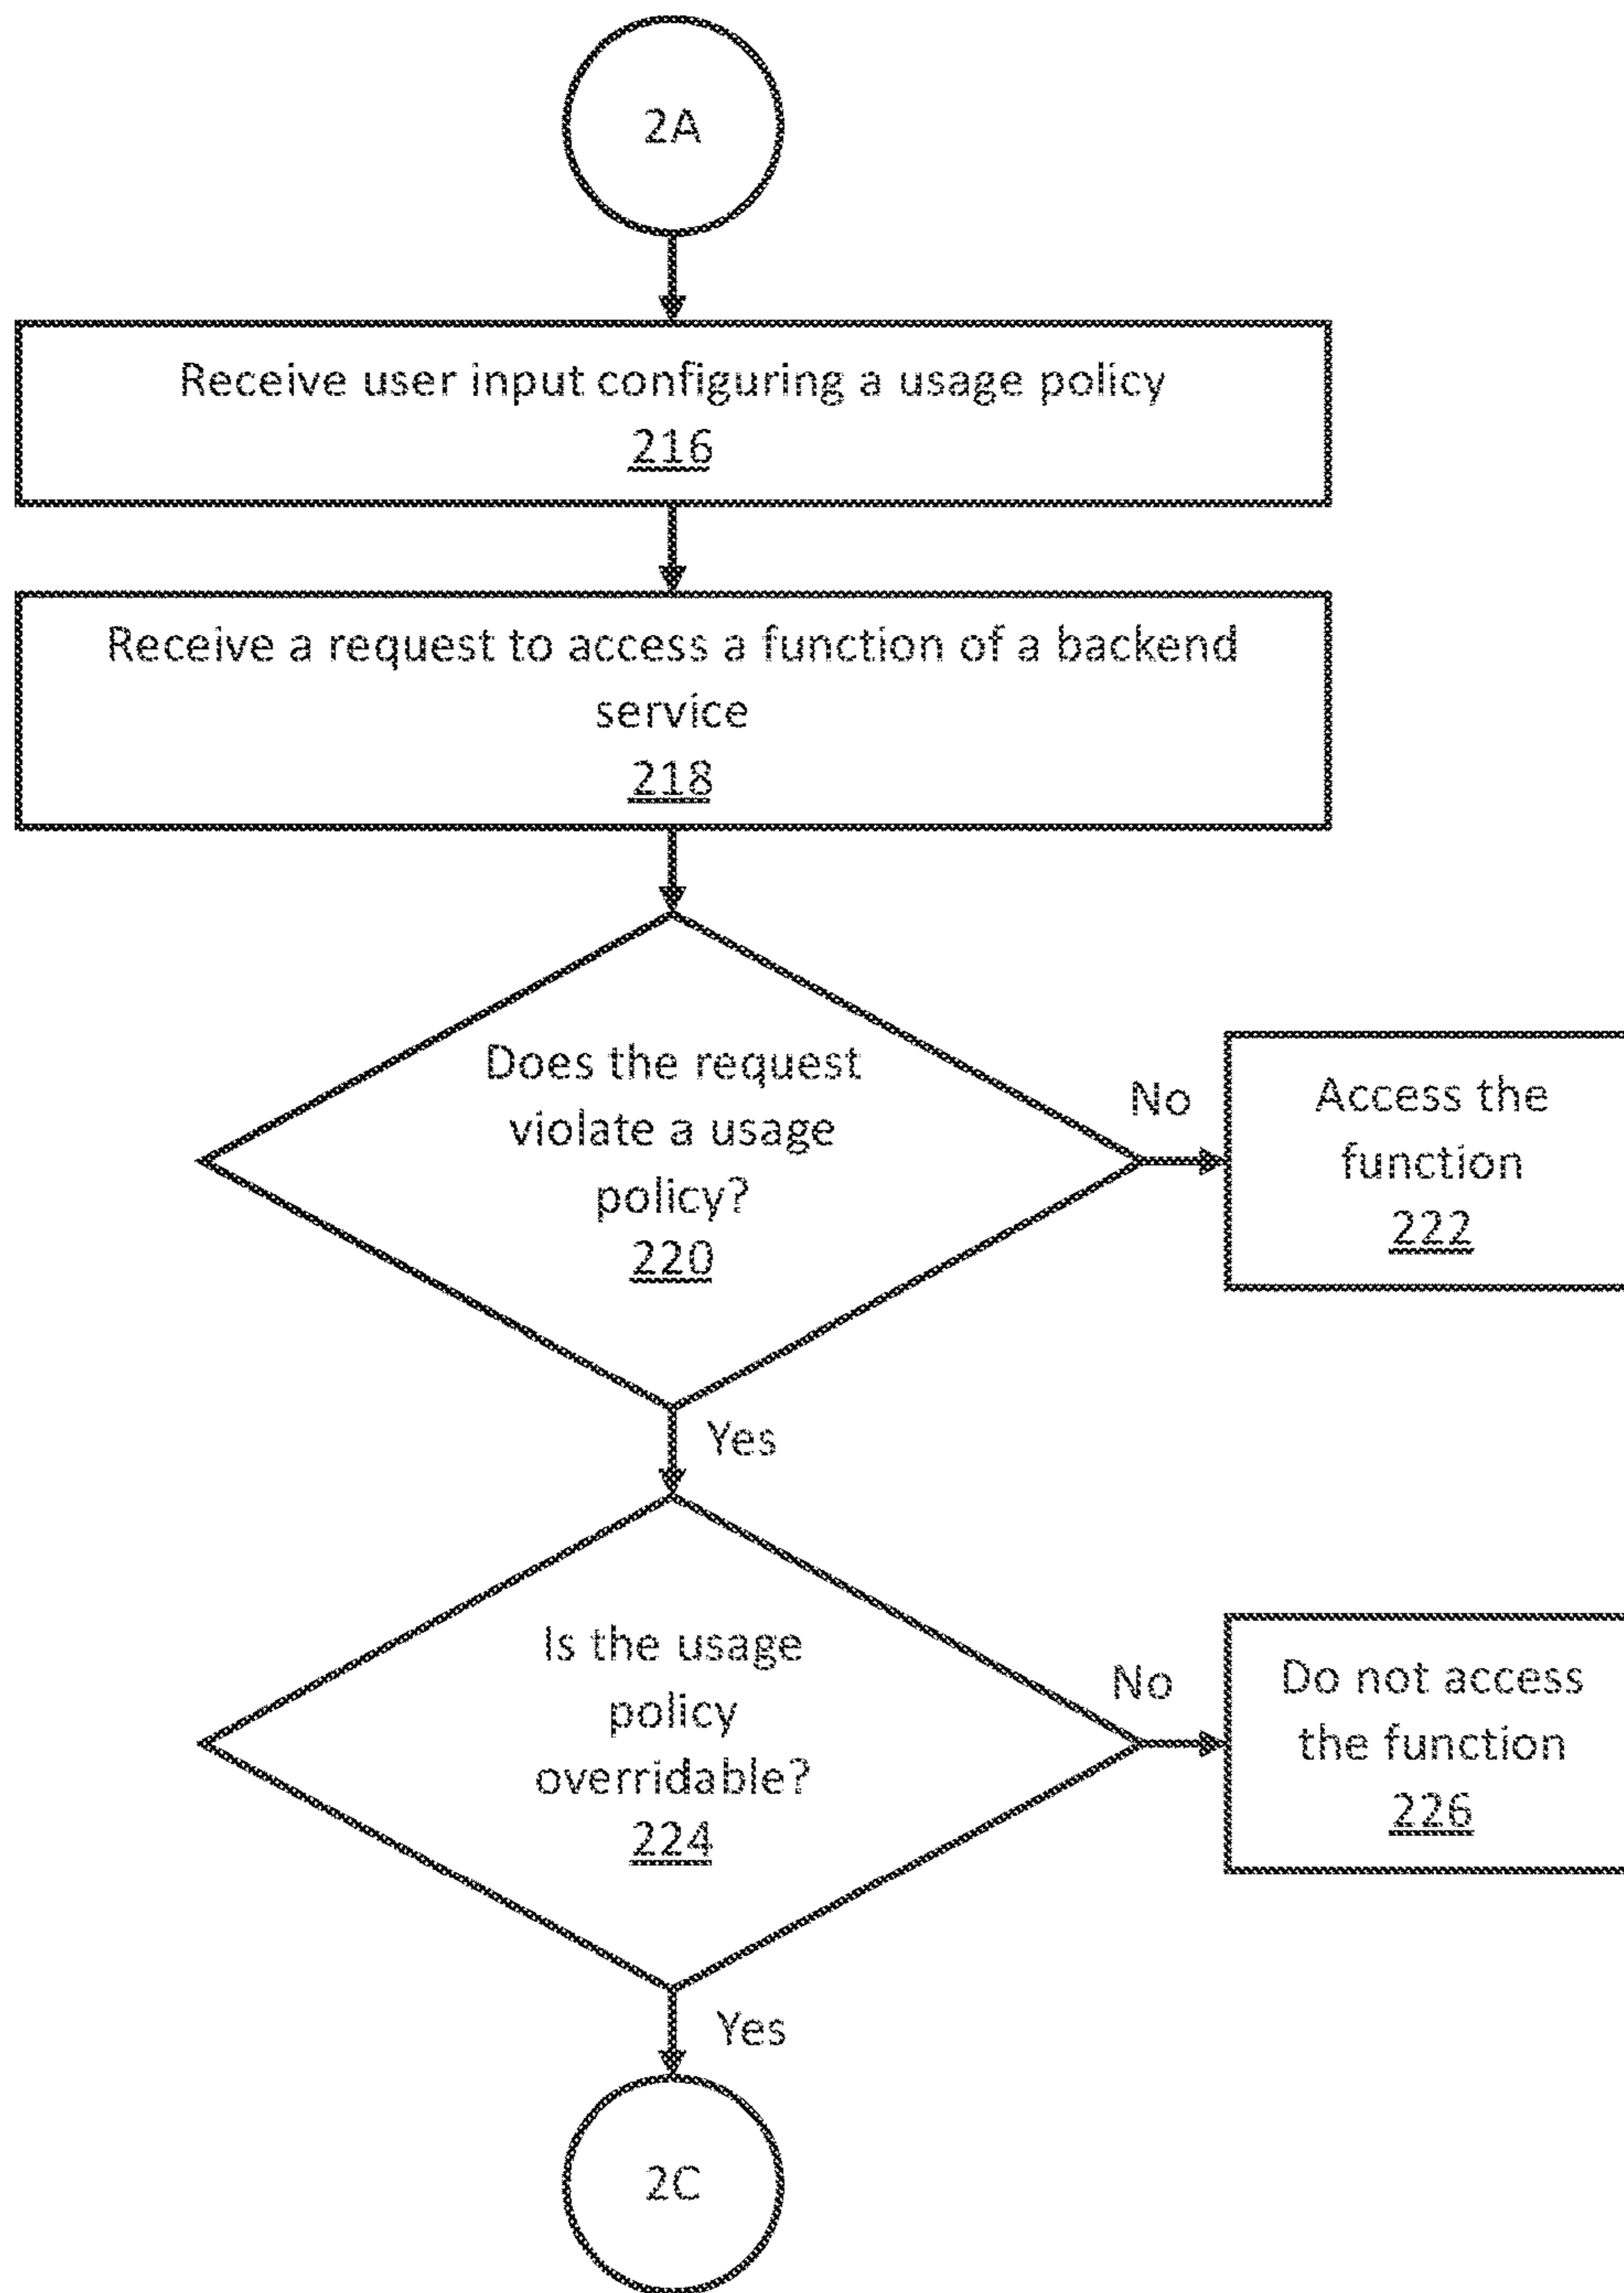 2A
Receive user input configuring a usage policy
216
Receive a request to access a function of a backend
service
218
Does the request
violate a usage
policy?
220
No
Access the
function
222
Yes
Is the usage
policy
overridable?
224
No
Do not access
the function
226
Yes
2C